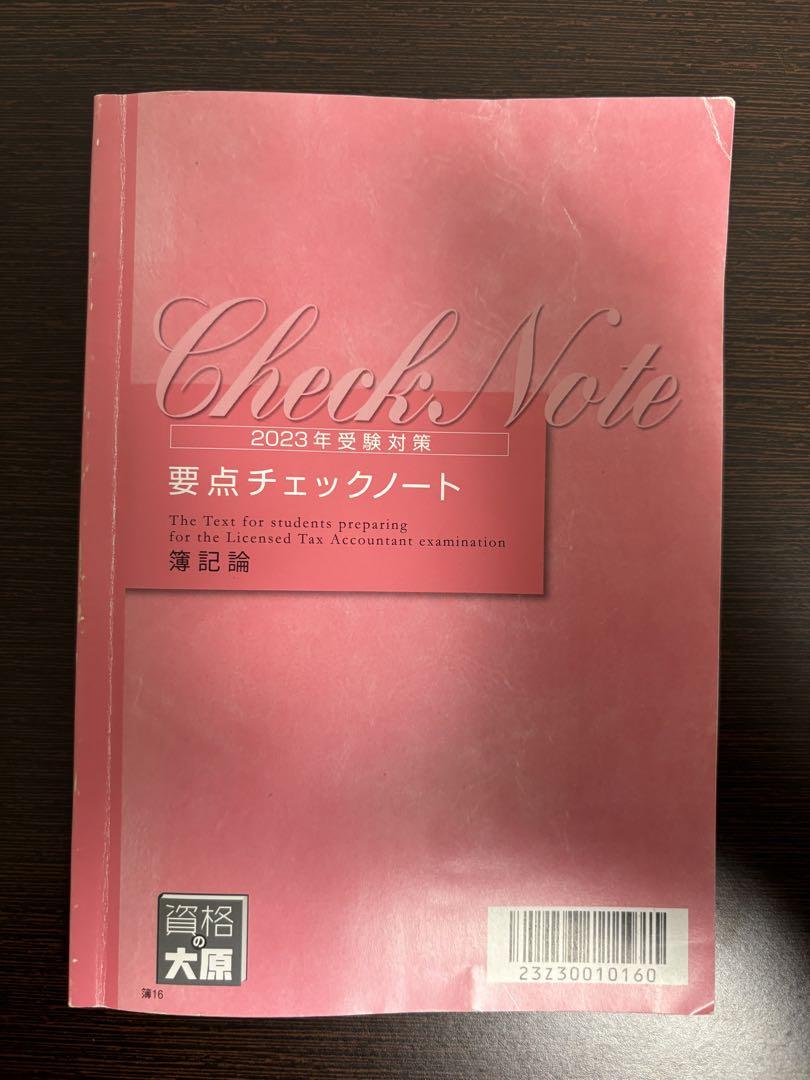 Check Note
2023年受験対策
要点チェックノート
The Text for students preparing
for the Licensed Tax Accountant examination
簿記論
資格
の
大原
23Z30010160
簿16